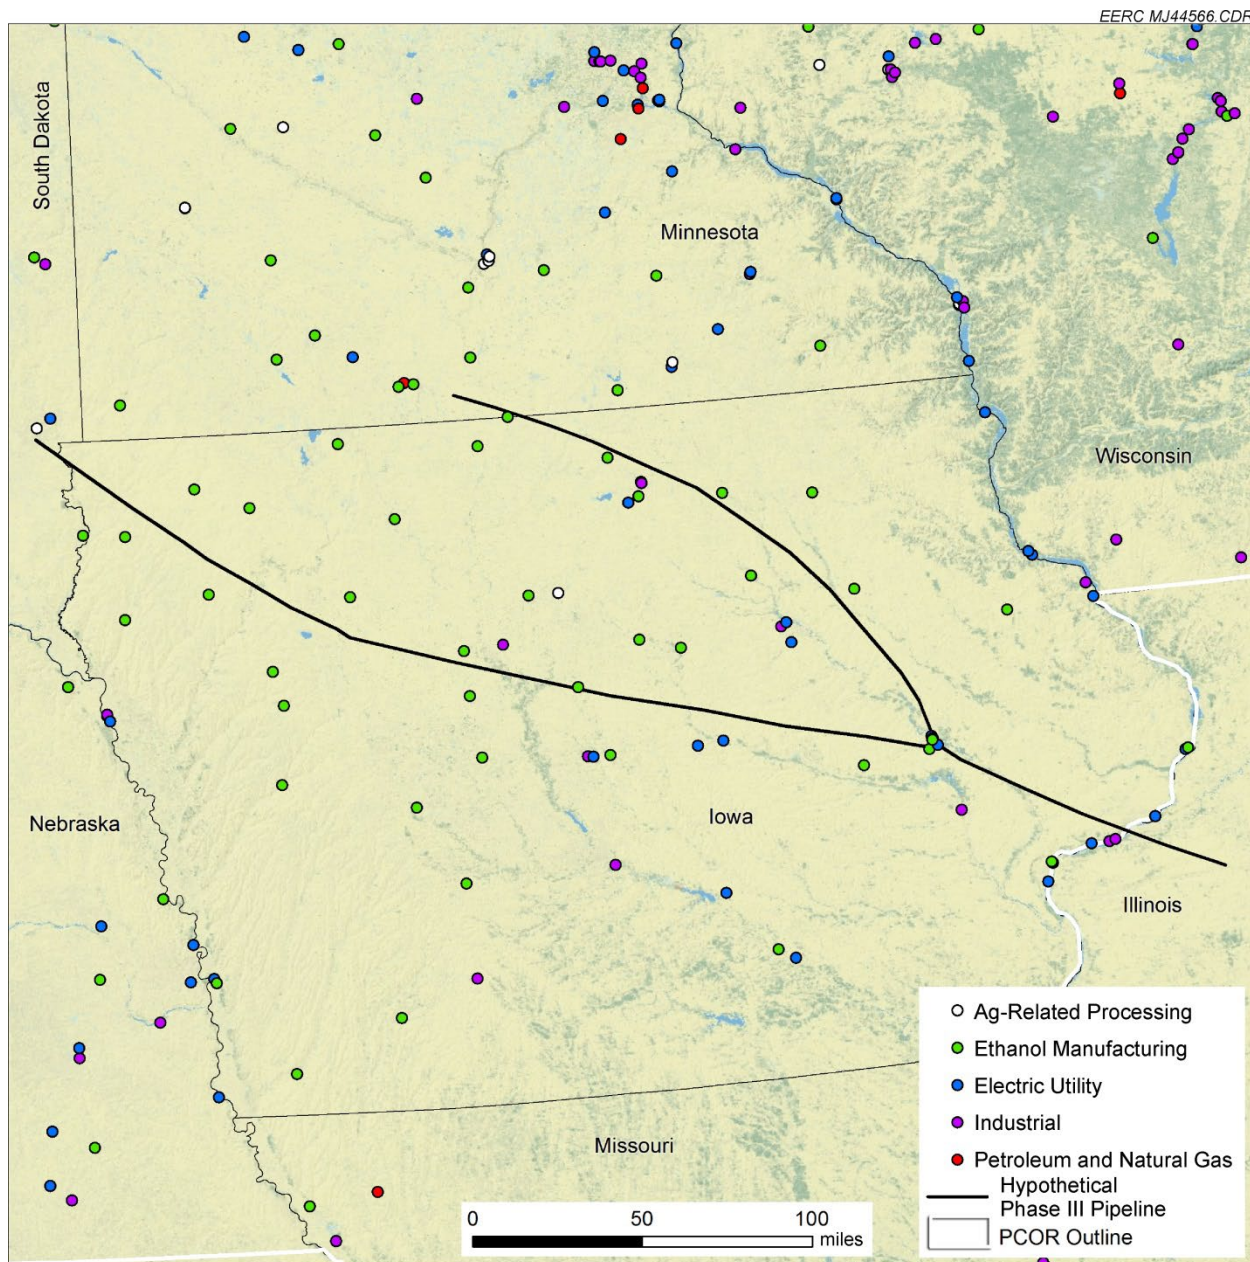 EERC MJ44566.CDR
South Dakota
Minnesota
Wisconsin
Nebraska
Iowa
Illinois
Missouri
Ag-Related Processing
Ethanol Manufacturing
Electric Utility
Industrial
Petroleum and Natural Gas
Hypothetical
Phase III Pipeline
PCOR Outline
0 50 100
miles